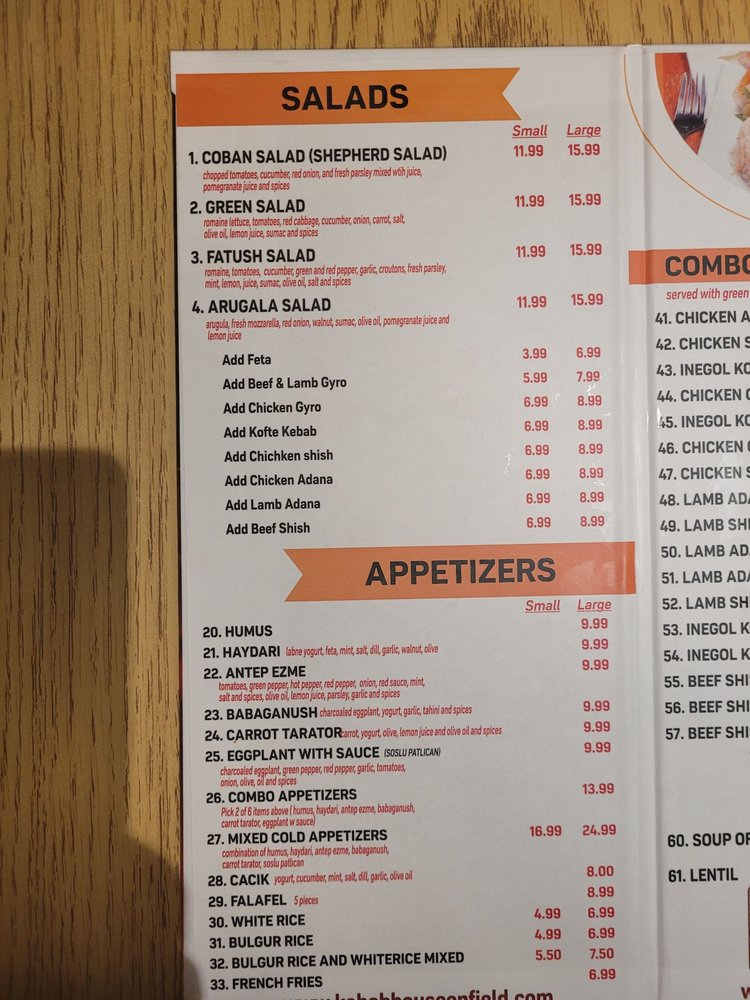 SALADS
Small Large
1. COBAN SALAD (SHEPHERD SALAD) 11.99 15.99
chopped tomatoes, cucumber, red onion, and fresh parsley mixed wtih juice,
pomegranate juice and spices
2. GREEN SALAD 11.99 15.99
romaine lettuce, tomatoes, red cabbage, cucumber, onion, carrot, salt,
olive oil, lemon juice, sumac and spices
3. FATUSH SALAD 11.99 15.99
romaine, tomatoes, cucumber, green and red pepper, garlic, croutons, fresh parsley,
mint, lemon, juice, sumac, olive oil, salt and spices
4. ARUGALA SALAD 11.99 15.99
arugula, fresh mozzarella, red onion, walnut, sumac, olive oil, pomegranate juice and
lemon juice
Add Feta 3.99 6.99
Add Beef & Lamb Gyro 5.99 7.99
Add Chicken Gyro 6.99 8.99
Add Kofte Kebab 6.99 8.99
Add Chichken shish 6.99 8.99
Add Chicken Adana 6.99 8.99
Add Lamb Adana 6.99 8.99
Add Beef Shish 6.99 8.99
APPETIZERS
Small Large
20. HUMUS 9.99
21. HAYDARI labne yogurt, feta, mint, salt, dill, garlic, walnut, olive 9.99
22. ANTEP EZME 9.99
tomatoes, green pepper, hot pepper, red pepper, onion, red sauce, mint,
salt and spices, olive oil, lemon juice, parsley, garlic and spices
23. BABAGANUSH charcoaled eggplant, yogurt, garlic, tahini and spices 9.99
24. CARROT TARATOR carrot, yogurt, olive, lemon juice and olive oil and spices 9.99
25. EGGPLANT WITH SAUCE (SOSLU PATLICAN) 9.99
charcoaled eggplant, green pepper, red pepper, garlic, tomatoes,
onion, olive, oil and spices
26. COMBO APPETIZERS 13.99
Pick 2 of 6 items above ( humus, haydari, antep ezme, babaganush,
carrot tarator, eggplant w sauce)
27. MIXED COLD APPETIZERS 16.99 24.99
combination of humus, haydari, antep ezme, babaganush,
carrot tarator, soslu patlican
28. CACIK yogurt, cucumber, mint, salt, dill, garlic, olive oil 8.00
29. FALAFEL 5 pieces 8.99
30. WHITE RICE 4.99 6.99
31. BULGUR RICE 4.99 6.99
32. BULGUR RICE AND WHITERICE MIXED 5.50 7.50
33. FRENCH FRIES 6.99
COMBO
served with green
41. CHICKEN A
42. CHICKEN S
43. INEGOL KO
44. CHICKEN
45. INEGOL KO
46. CHICKEN
47. CHICKEN S
48. LAMB ADA
49. LAMB SHI
50. LAMB AD
51. LAMB ADA
52. LAMB SH
53. INEGOL K
54. INEGOL K
55. BEEF SHI
56. BEEF SHI
57. BEEF SHI
60. SOUP OF
61. LENTIL